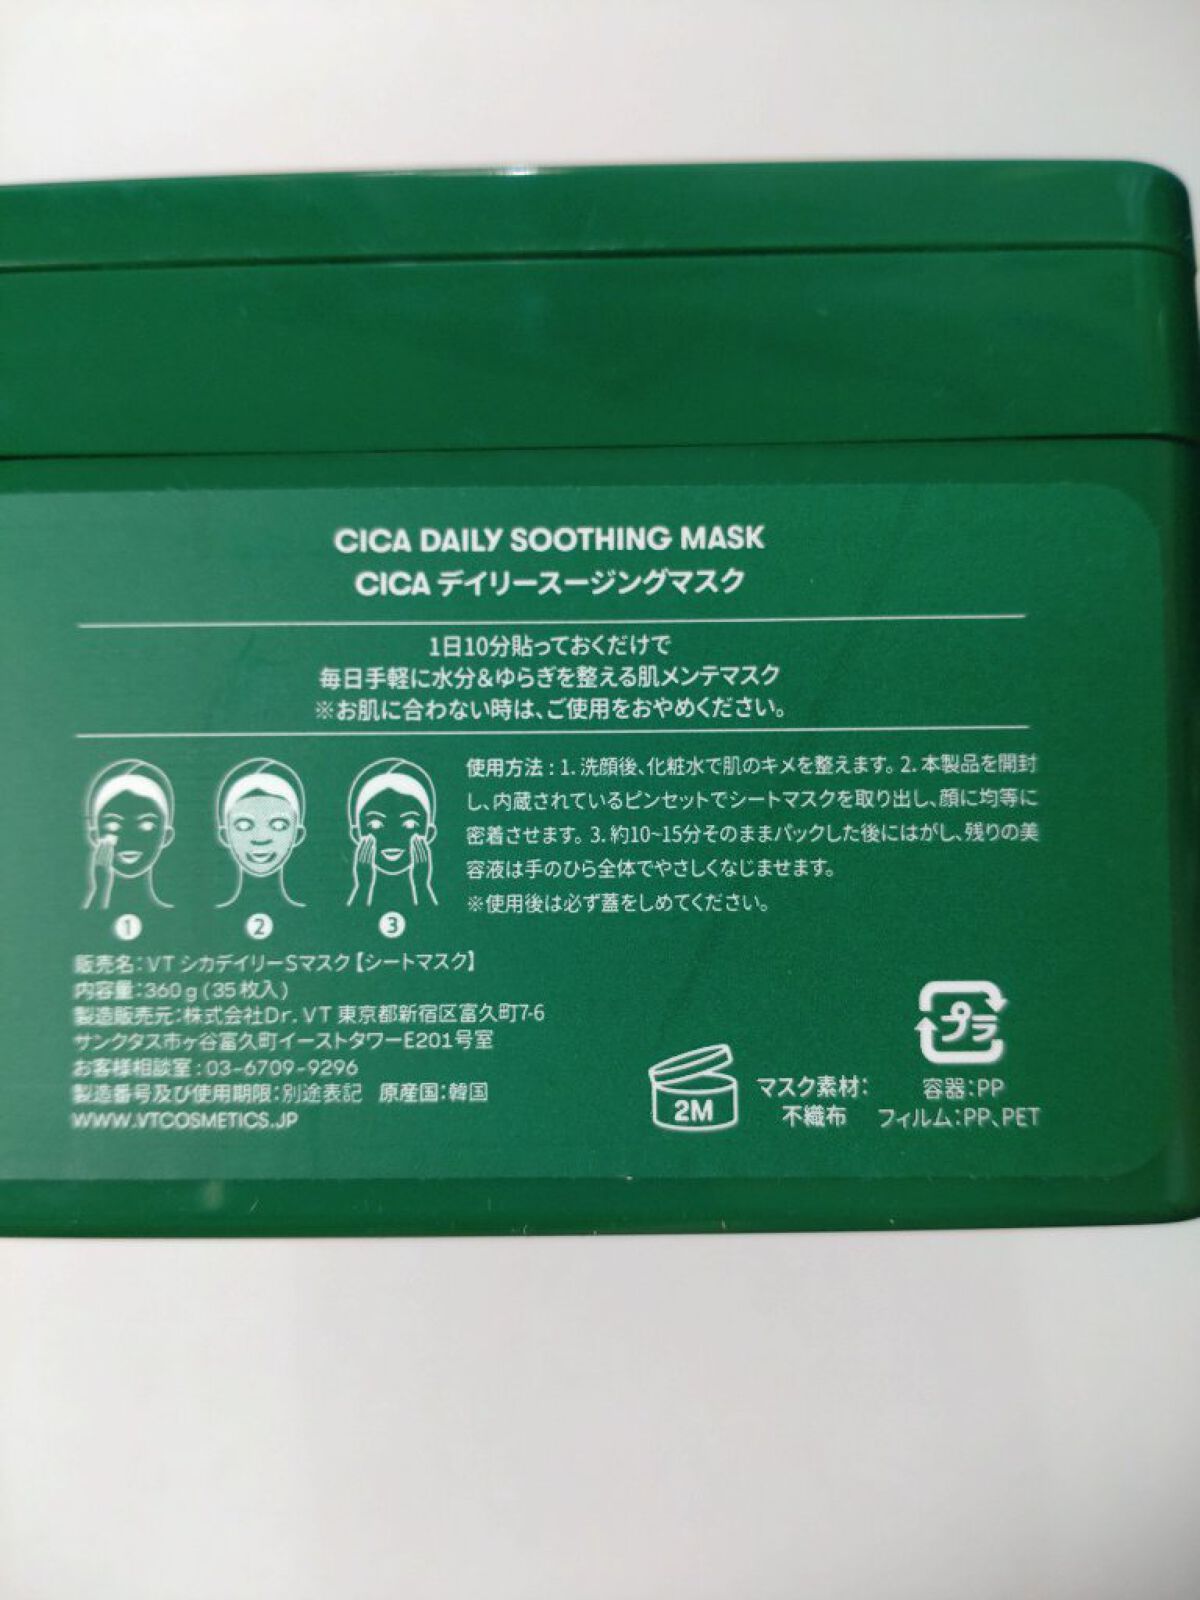 CICA DAILY SOOTHING MASK
CICA デイリースージングマスク
1日10分貼っておくだけで
毎日手軽に水分&ゆらぎを整える肌メンテマスク
※お肌に合わない時は、ご使用をおやめください。
使用方法：1. 洗顔後、化粧水で肌のキメを整えます。2. 本製品を開封
し、内蔵されているピンセットでシートマスクを取り出し、顔に均等に
密着させます。3. 約10~15分そのままパックした後にはがし、残りの美
容液は手のひら全体でやさしくなじませます。
※使用後は必ず蓋をしめてください。
1 2 3
販売名：VT シカデイリーSマスク【シートマスク】
内容量：360g (35枚入)
製造販売元：株式会社Dr. VT 東京都新宿区富久町7-6
サンクタス市ヶ谷富久町イーストタワーE201号室
お客様相談室：03-6709-9296
製造番号及び使用期限：別途表記 原産国：韓国
WWW.VTCOSMETICS.JP
2M
マスク素材：
不織布
プラ
容器：PP
フィルム：PP、PET